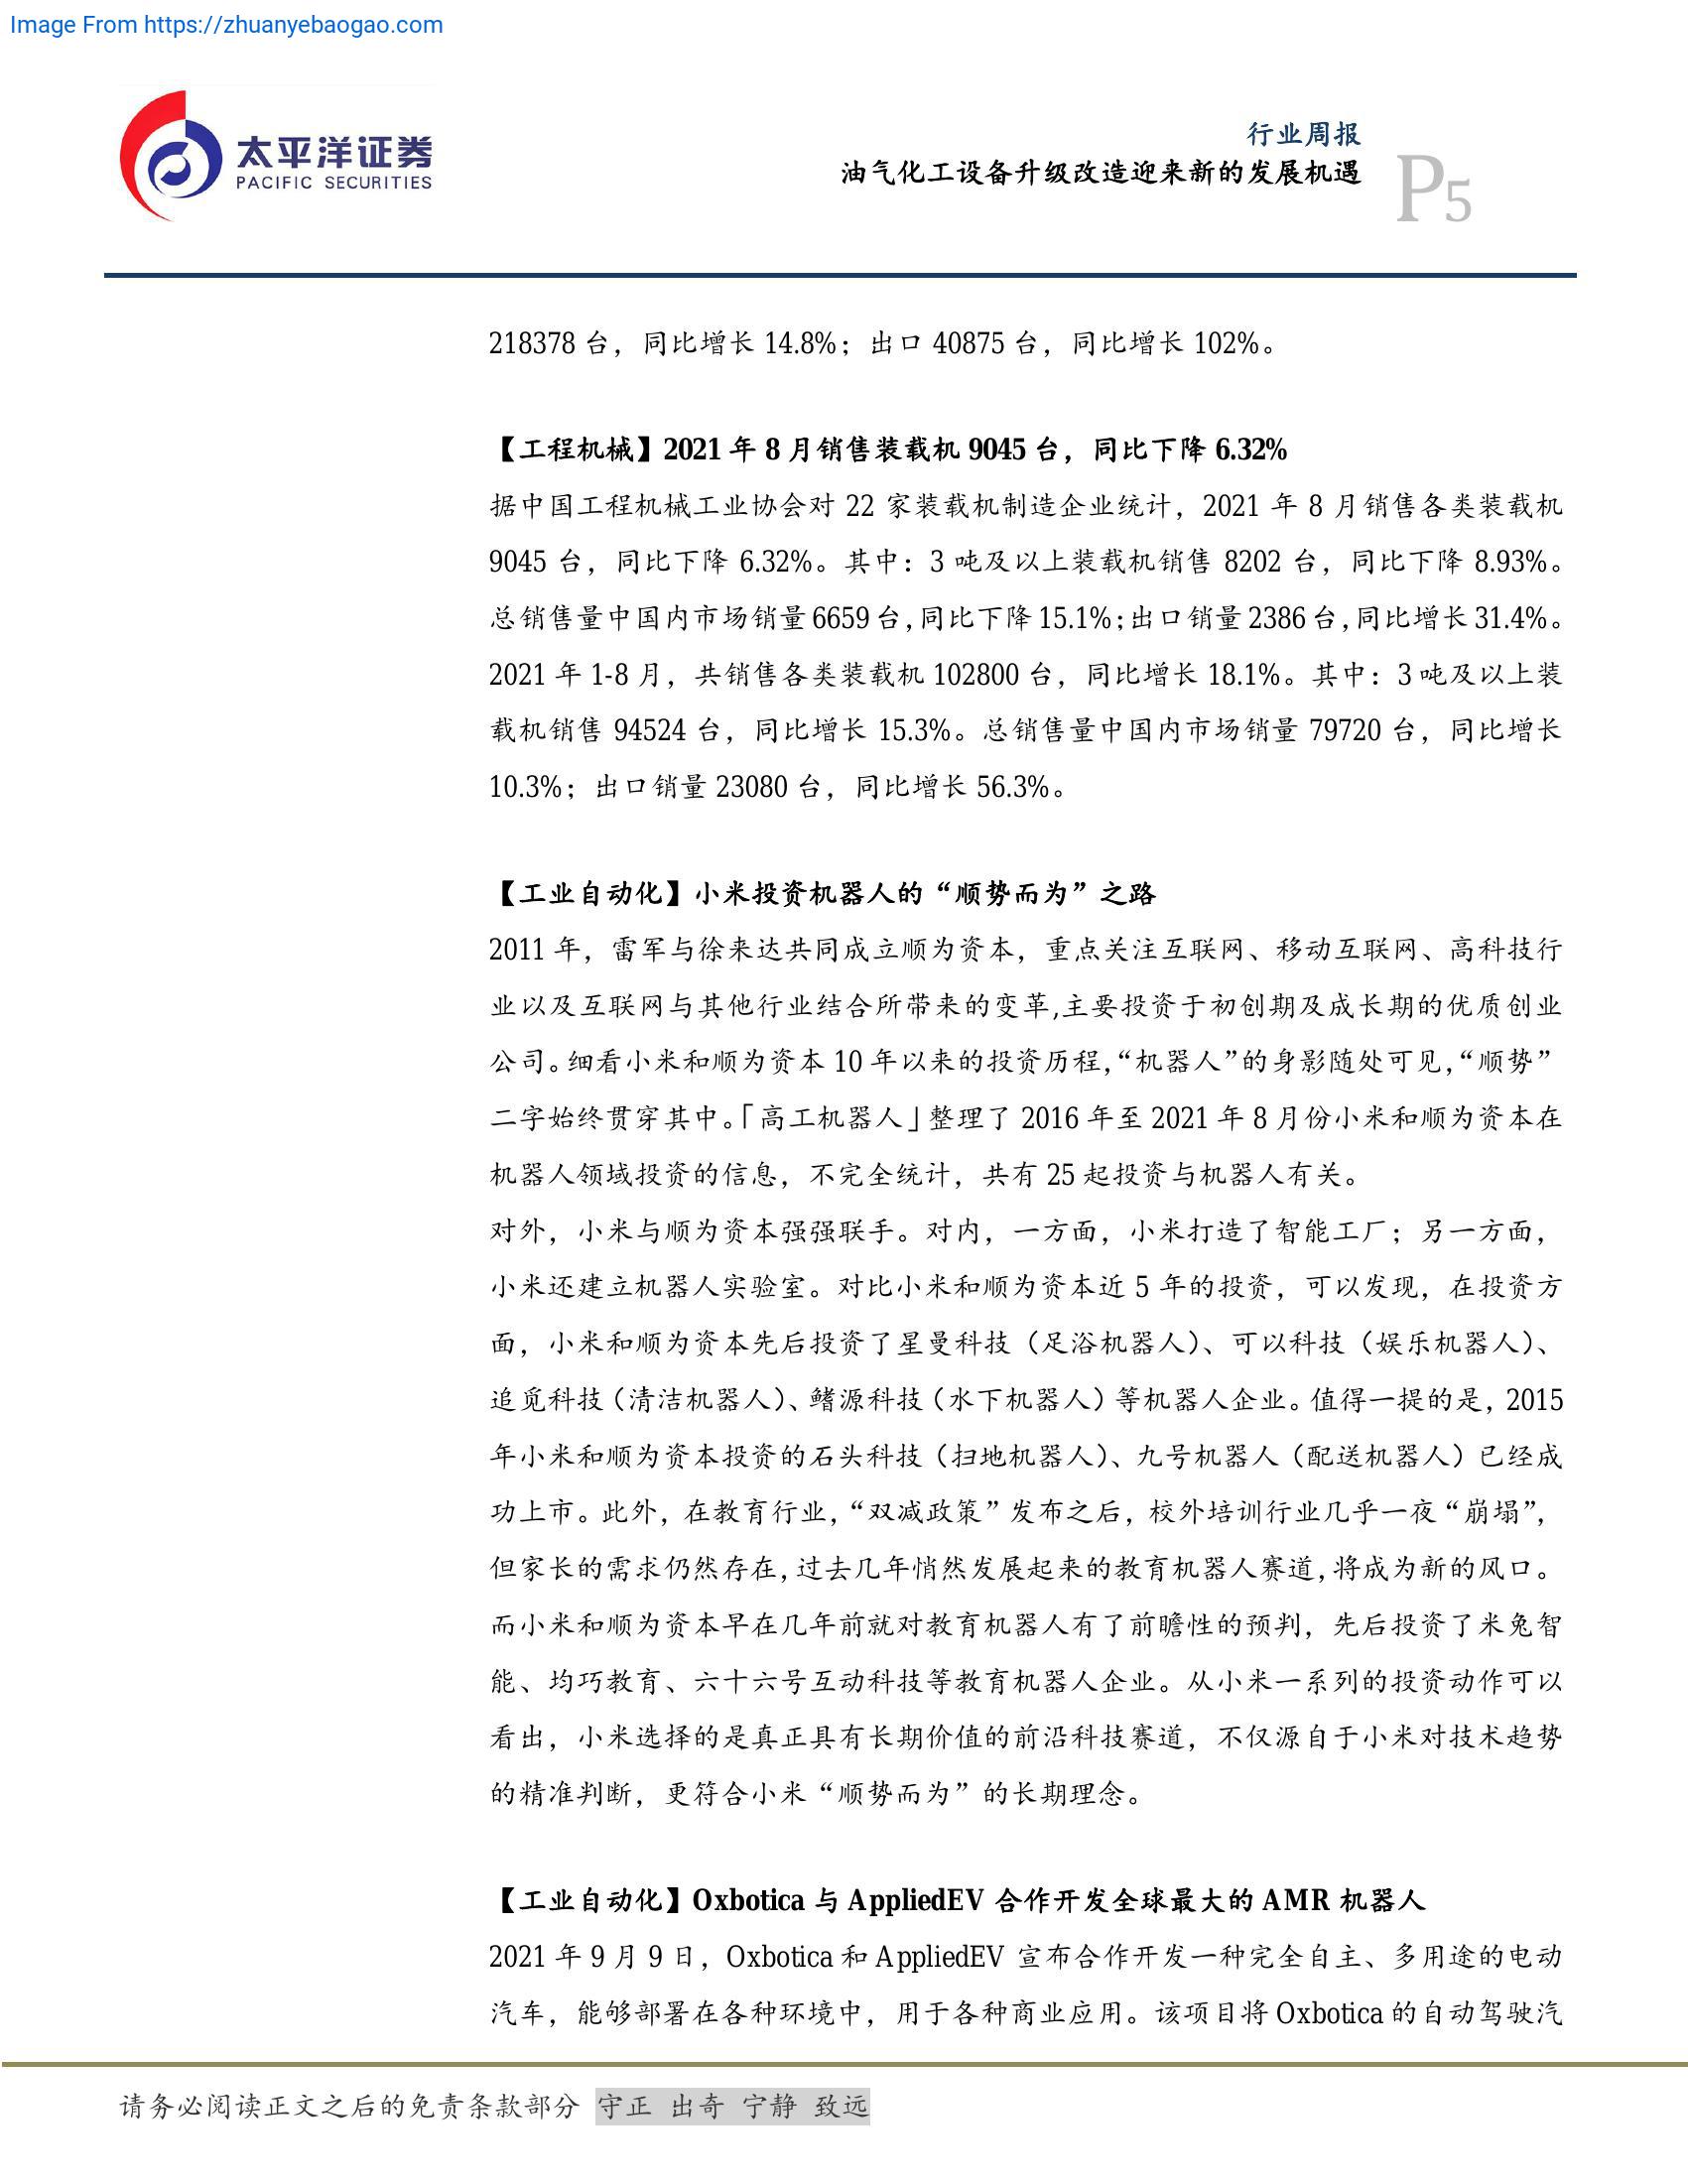 Image From https://zhuanyebaogao.com
太平洋证券
PACIFIC SECURITIES
行业周报
油气化工设备升级改造迎来新的发展机遇
P5
218378 台，同比增长 14.8%；出口 40875 台，同比增长 102%。
【工程机械】2021 年 8 月销售装载机 9045 台，同比下降 6.32%
据中国工程机械工业协会对 22 家装载机制造企业统计，2021 年 8 月销售各类装载机
9045 台，同比下降 6.32%。其中：3 吨及以上装载机销售 8202 台，同比下降 8.93%。
总销售量中国内市场销量 6659 台，同比下降 15.1%；出口销量 2386 台，同比增长 31.4%。
2021 年 1-8 月，共销售各类装载机 102800 台，同比增长 18.1%。其中：3 吨及以上装
载机销售 94524 台，同比增长 15.3%。总销售量中国内市场销量 79720 台，同比增长
10.3%；出口销量 23080 台，同比增长 56.3%。
【工业自动化】小米投资机器人的“顺势而为”之路
2011 年，雷军与徐来达共同成立顺为资本，重点关注互联网、移动互联网、高科技行
业以及互联网与其他行业结合所带来的变革,主要投资于初创期及成长期的优质创业
公司。细看小米和顺为资本 10 年以来的投资历程，“机器人”的身影随处可见，“顺势”
二字始终贯穿其中。「高工机器人」整理了 2016 年至 2021 年 8 月份小米和顺为资本在
机器人领域投资的信息，不完全统计，共有 25 起投资与机器人有关。
对外，小米与顺为资本强强联手。对内，一方面，小米打造了智能工厂；另一方面，
小米还建立机器人实验室。对比小米和顺为资本近 5 年的投资，可以发现，在投资方
面，小米和顺为资本先后投资了星曼科技（足浴机器人）、可以科技（娱乐机器人）、
追觅科技（清洁机器人）、鳍源科技（水下机器人）等机器人企业。值得一提的是，2015
年小米和顺为资本投资的石头科技（扫地机器人）、九号机器人（配送机器人）已经成
功上市。此外，在教育行业，“双减政策”发布之后，校外培训行业几乎一夜“崩塌”，
但家长的需求仍然存在，过去几年悄然发展起来的教育机器人赛道，将成为新的风口。
而小米和顺为资本早在几年前就对教育机器人有了前瞻性的预判，先后投资了米兔智
能、均巧教育、六十六号互动科技等教育机器人企业。从小米一系列的投资动作可以
看出，小米选择的是真正具有长期价值的前沿科技赛道，不仅源自于小米对技术趋势
的精准判断，更符合小米“顺势而为”的长期理念。
【工业自动化】Oxbotica 与 AppliedEV 合作开发全球最大的 AMR 机器人
2021 年 9 月 9 日，Oxbotica 和 AppliedEV 宣布合作开发一种完全自主、多用途的电动
汽车，能够部署在各种环境中，用于各种商业应用。该项目将 Oxbotica 的自动驾驶汽
请务必阅读正文之后的免责条款部分 守正 出奇 宁静 致远